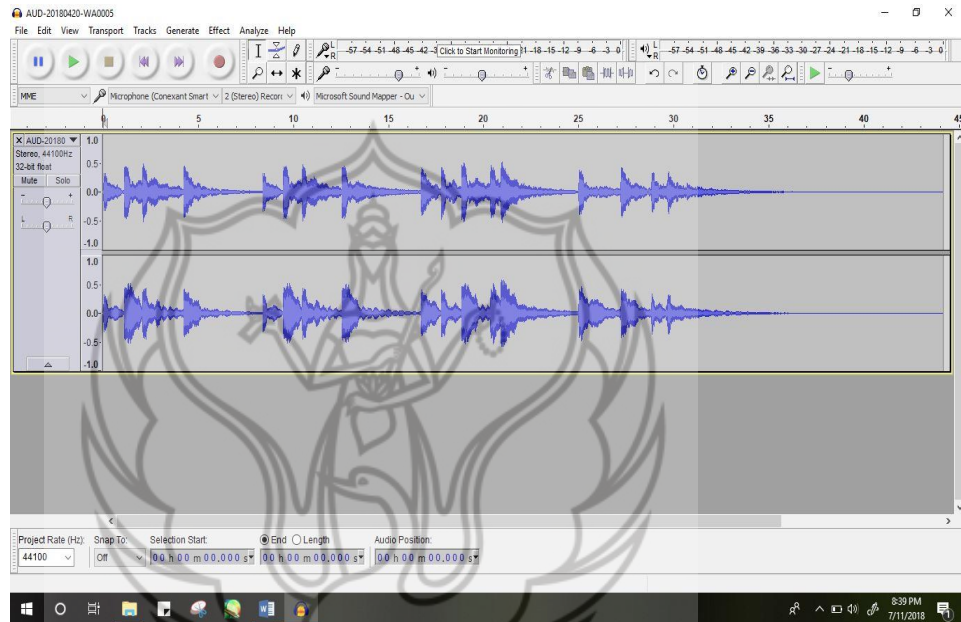 AUD-20180420-WA0005
File Edit View Transport Tracks Generate Effect Analyze Help
L R -57 -54 -51 -48 -45 -42 -3 Click to Start Monitoring 1 -18 -15 -12 -9 -6 -3 0 L R -57 -54 -51 -48 -45 -42 -39 -36 -33 -30 -27 -24 -21 -18 -15 -12 -9 -6 -3 0
MME Microphone (Conexant Smart 2 (Stereo) Recor Microsoft Sound Mapper - Ou
5 10 15 20 25 30 35 40 45
AUD-20180 1.0
Stereo, 44100Hz
32-bit float 0.5
Mute Solo
- + 0.0
L R -0.5
-1.0
1.0
0.5
0.0
-0.5
-1.0
Project Rate (Hz): Snap To: Selection Start: End Length Audio Position:
44100 Off 00 h 00 m 00.000 s 00 h 00 m 00.000 s 00 h 00 m 00.000 s
8:39 PM
7/11/2018